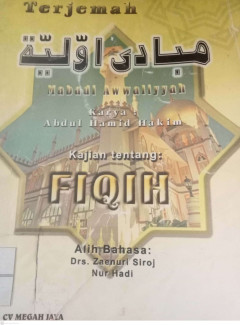 Terjemah
مبادئ اوّليّة
Mabadi Awwaliyyah
Karya :
Abdul Hamid Hakim
Kajian tentang:
FIQIH
Alih Bahasa:
Drs. Zaenuri Siroj
Nur Hadi
CV MEGAH JAYA